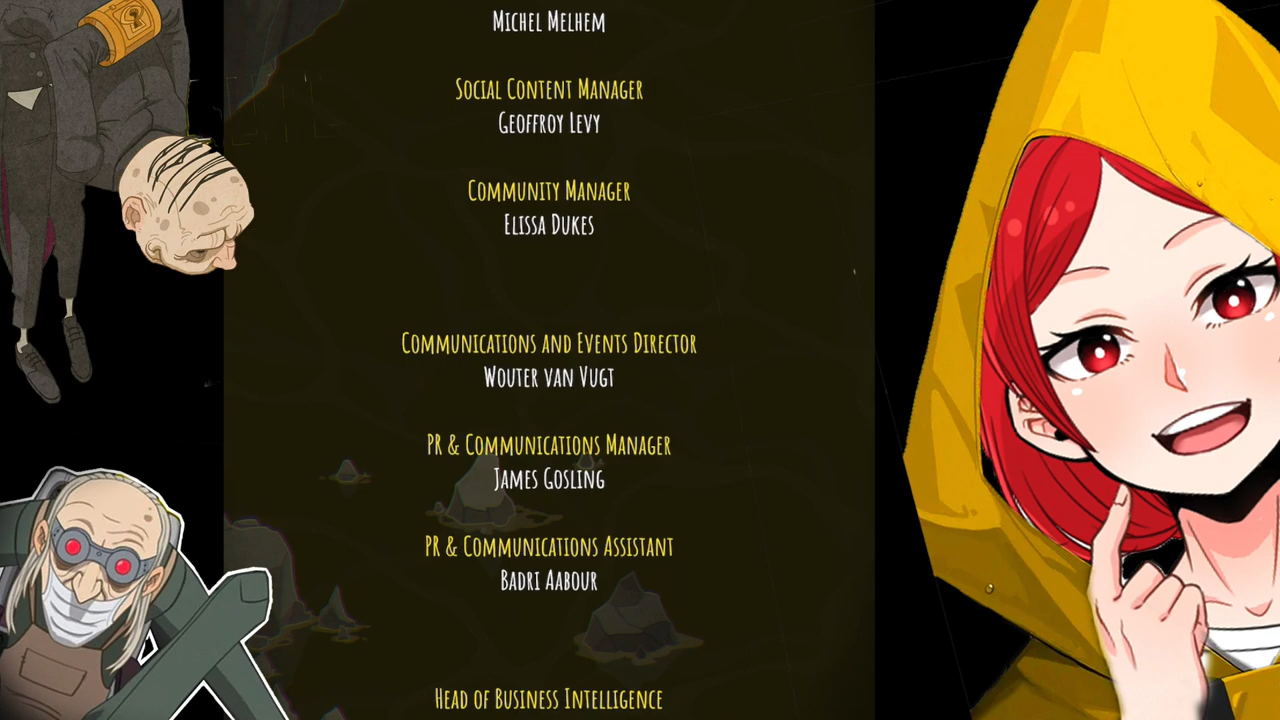 Michel Melhem
Social Content Manager
Geoffroy Levy
Community Manager
Elissa Dukes
Communications and Events Director
Wouter van Vugt
PR & Communications Manager
James Gosling
PR & Communications Assistant
Badri Aabour
Head of Business Intelligence